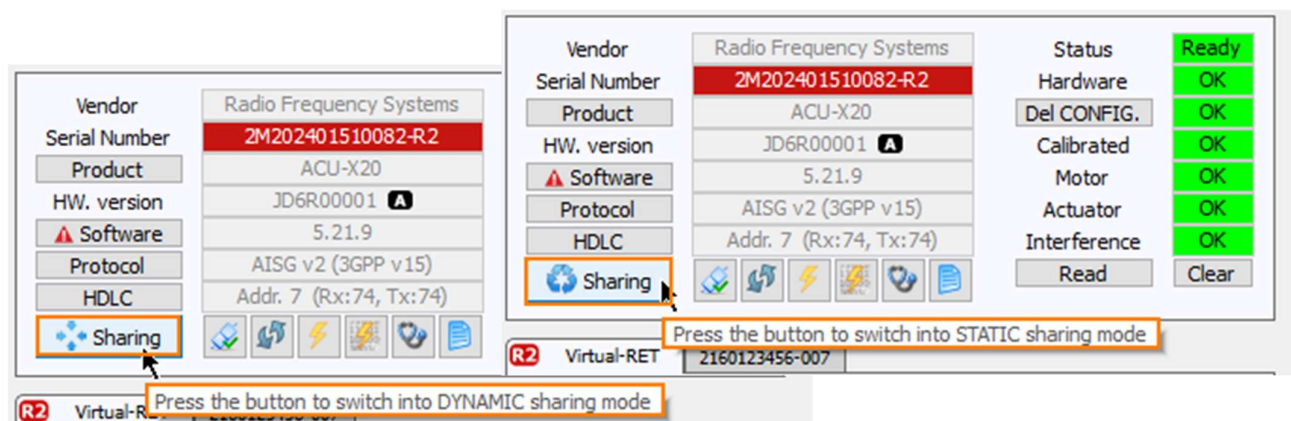 Vendor Radio Frequency Systems
Serial Number 2M202401510082-R2
Product ACU-X20
HW. version JD6R00001 A
Software 5.21.9
Protocol AISG v2 (3GPP v15)
HDLC Addr. 7 (Rx:74, Tx:74)
Sharing
Press the button to switch into DYNAMIC sharing mode
R2 Virtual-R
Vendor Radio Frequency Systems Status Ready
Serial Number 2M202401510082-R2 Hardware OK
Product ACU-X20 Del CONFIG. OK
HW. version JD6R00001 A Calibrated OK
Software 5.21.9 Motor OK
Protocol AISG v2 (3GPP v15) Actuator OK
HDLC Addr. 7 (Rx:74, Tx:74) Interference OK
Sharing Read Clear
Press the button to switch into STATIC sharing mode
R2 Virtual-RET 2160123456-007